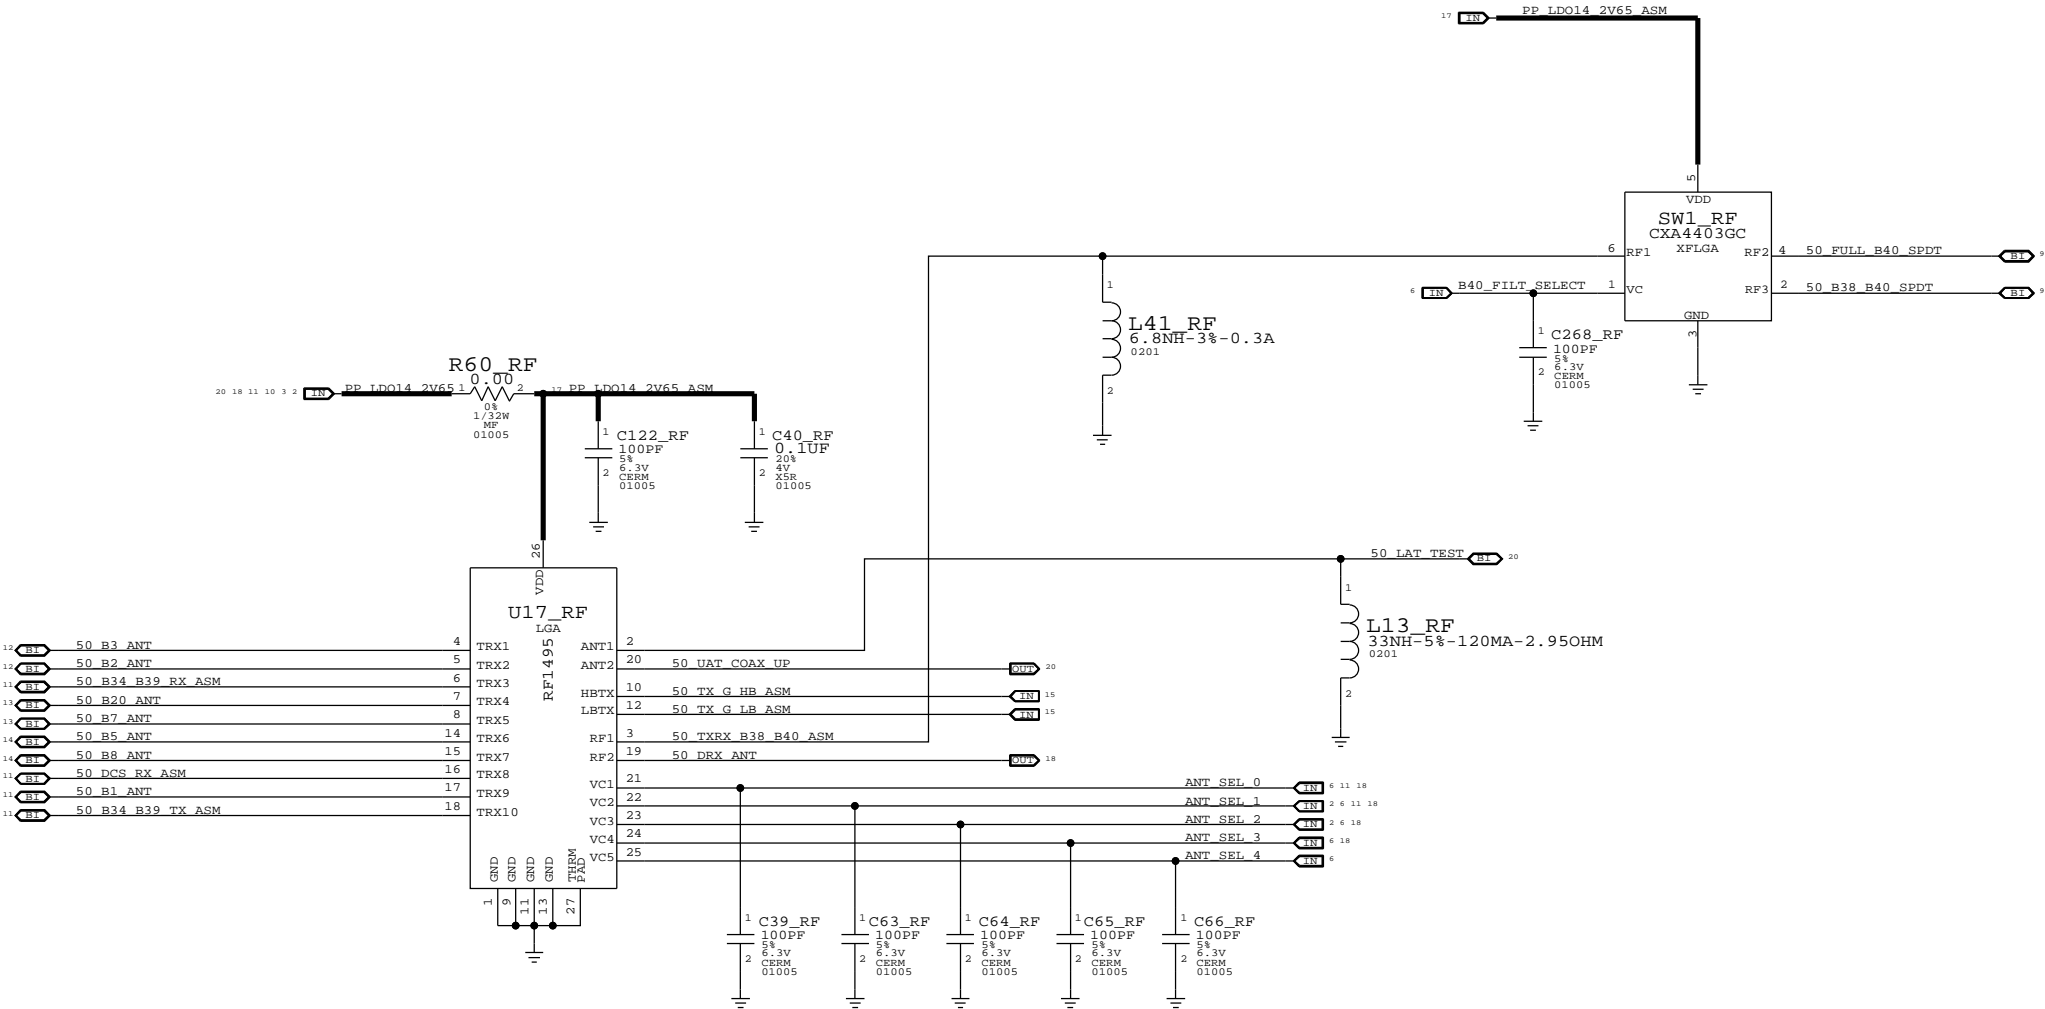 17 IN PP_LDO14_2V65_ASM
5
VDD
SW1_RF
CXA4403GC
XFLGA
6 RF1
RF2 4 50_FULL_B40_SPDT BI 9
6 IN B40_FILT_SELECT 1 VC
RF3 2 50_B38_B40_SPDT BI 9
GND
3
1
L41_RF
6.8NH-3%-0.3A
0201
2
1 C268_RF
100PF
5%
2 6.3V
CERM
01005
R60_RF
0.00
20 18 11 10 3 2 IN PP_LDO14_2V65 1 2 17 PP_LDO14_2V65_ASM
0%
1/32W
MF
01005
1 C122_RF
100PF
5%
6.3V
2 CERM
01005
1 C40_RF
0.1UF
20%
4V
2 X5R
01005
26
VDD
U17_RF
LGA
RF1495
50_LAT_TEST BI 20
1
L13_RF
33NH-5%-120MA-2.95OHM
0201
2
12 BI 50_B3_ANT 4 TRX1
12 BI 50_B2_ANT 5 TRX2
11 BI 50_B34_B39_RX_ASM 6 TRX3
13 BI 50_B20_ANT 7 TRX4
13 BI 50_B7_ANT 8 TRX5
14 BI 50_B5_ANT 14 TRX6
14 BI 50_B8_ANT 15 TRX7
11 BI 50_DCS_RX_ASM 16 TRX8
11 BI 50_B1_ANT 17 TRX9
11 BI 50_B34_B39_TX_ASM 18 TRX10
ANT1 2
ANT2 20 50_UAT_COAX_UP OUT 20
HBTX 10 50_TX_G_HB_ASM IN 15
LBTX 12 50_TX_G_LB_ASM IN 15
RF1 3 50_TXRX_B38_B40_ASM
RF2 19 50_DRX_ANT OUT 18
VC1 21 ANT_SEL_0 IN 6 11 18
VC2 22 ANT_SEL_1 IN 2 6 11 18
VC3 23 ANT_SEL_2 IN 2 6 18
VC4 24 ANT_SEL_3 IN 6 18
VC5 25 ANT_SEL_4 IN 6
GND GND GND GND THRM PAD
1 9 11 13 27
1 C39_RF
100PF
5%
6.3V
2 CERM
01005
1 C63_RF
100PF
5%
6.3V
2 CERM
01005
1 C64_RF
100PF
5%
6.3V
2 CERM
01005
1 C65_RF
100PF
5%
6.3V
2 CERM
01005
1 C66_RF
100PF
5%
6.3V
2 CERM
01005